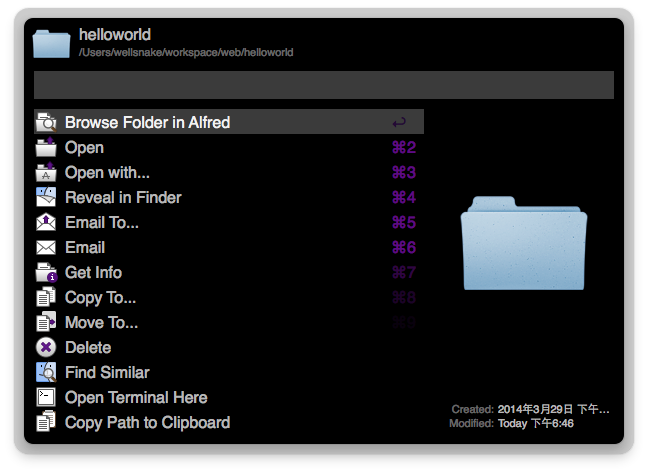 helloworld
/Users/wellsnake/workspace/web/helloworld
Browse Folder in Alfred ↩
Open ⌘2
Open with... ⌘3
Reveal in Finder ⌘4
Email To... ⌘5
Email ⌘6
Get Info ⌘7
Copy To... ⌘8
Move To... ⌘9
Delete
Find Similar
Open Terminal Here
Copy Path to Clipboard
Created: 2014年3月29日 下午...
Modified: Today 下午6:46